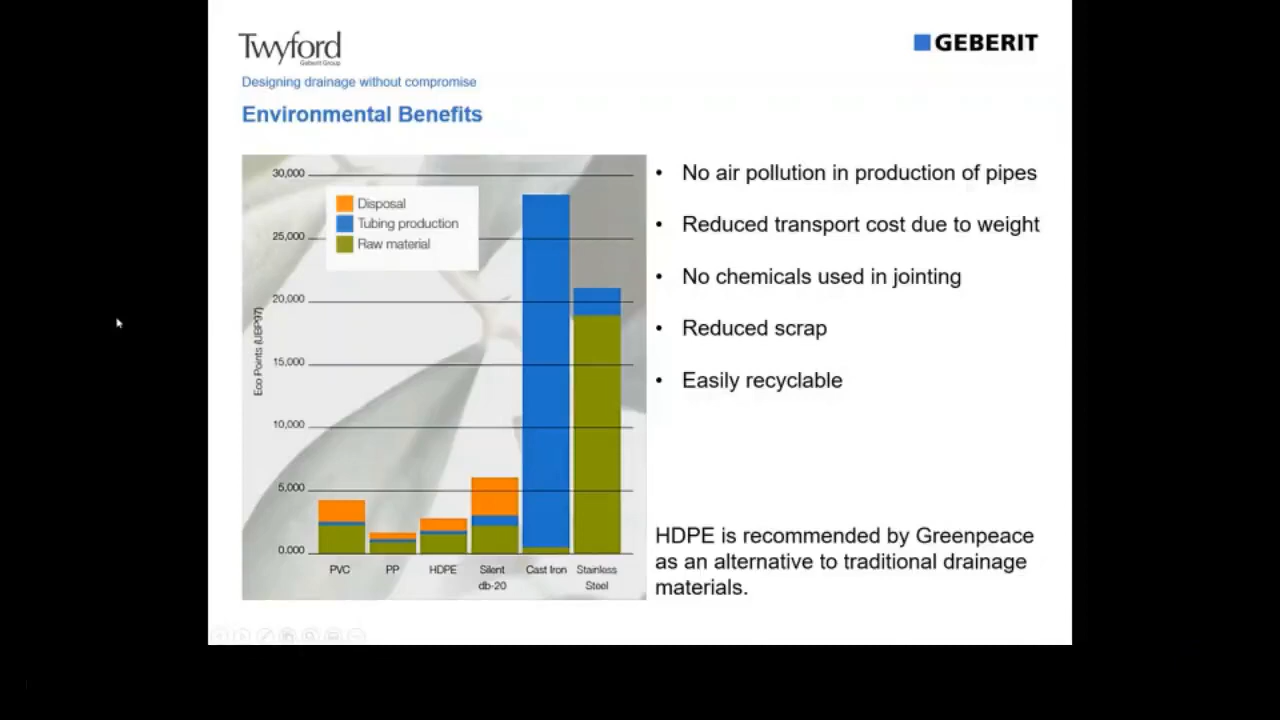 Twyford
Geberit Group
GEBERIT
Designing drainage without compromise
Environmental Benefits
30,000
25,000
20,000
15,000
10,000
5,000
0.000
Eco Points (UBP97)
Disposal
Tubing production
Raw material
PVC
PP
HDPE
Silent
db-20
Cast Iron
Stainless
Steel
• No air pollution in production of pipes
• Reduced transport cost due to weight
• No chemicals used in jointing
• Reduced scrap
• Easily recyclable
HDPE is recommended by Greenpeace
as an alternative to traditional drainage
materials.